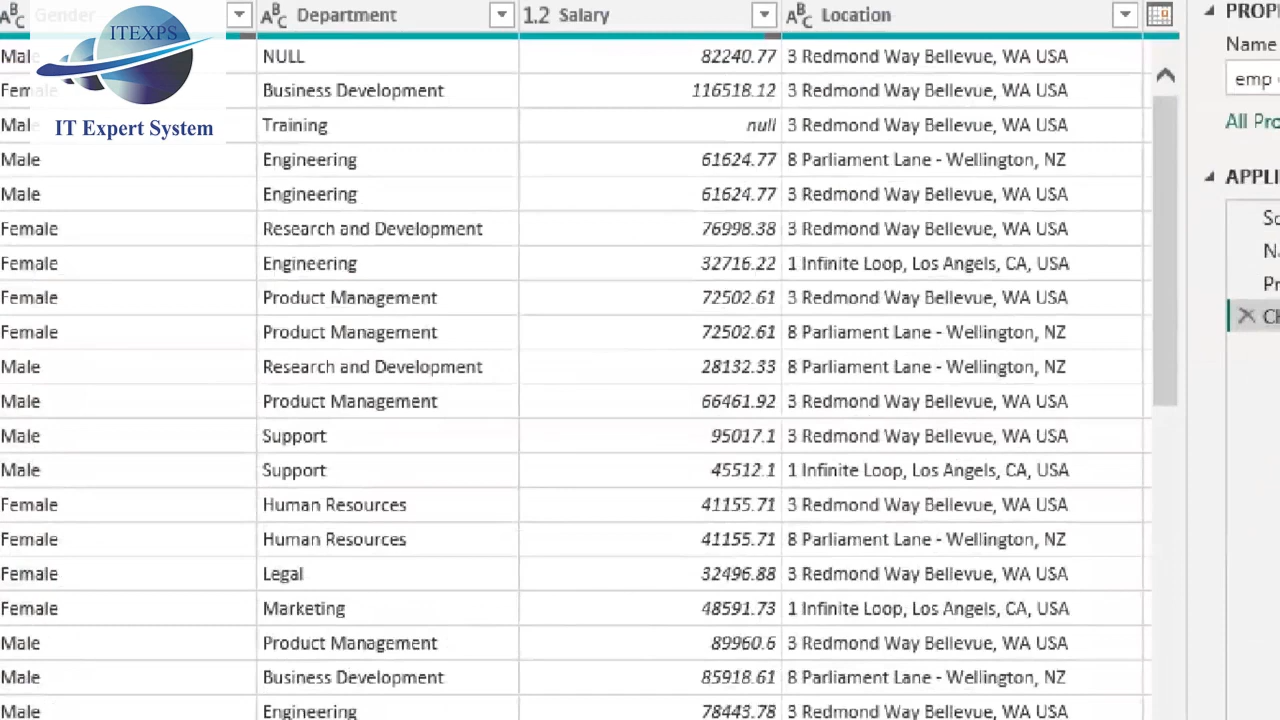 ABC Gender ABC Department 1.2 Salary ABC Location
PROP
Name
emp
All Pro
APPLI
ITEXPS
IT Expert System
Male NULL 82240.77 3 Redmond Way Bellevue, WA USA
Fem Business Development 116518.12 3 Redmond Way Bellevue, WA USA
Mal Training null 3 Redmond Way Bellevue, WA USA
Male Engineering 61624.77 8 Parliament Lane - Wellington, NZ
Male Engineering 61624.77 3 Redmond Way Bellevue, WA USA
Female Research and Development 76998.38 3 Redmond Way Bellevue, WA USA
Female Engineering 32716.22 1 Infinite Loop, Los Angels, CA, USA
Female Product Management 72502.61 3 Redmond Way Bellevue, WA USA
Female Product Management 72502.61 8 Parliament Lane - Wellington, NZ
Male Research and Development 28132.33 8 Parliament Lane - Wellington, NZ
Male Product Management 66461.92 3 Redmond Way Bellevue, WA USA
Male Support 95017.1 3 Redmond Way Bellevue, WA USA
Male Support 45512.1 1 Infinite Loop, Los Angels, CA, USA
Female Human Resources 41155.71 3 Redmond Way Bellevue, WA USA
Female Human Resources 41155.71 8 Parliament Lane - Wellington, NZ
Female Legal 32496.88 3 Redmond Way Bellevue, WA USA
Female Marketing 48591.73 1 Infinite Loop, Los Angels, CA, USA
Male Product Management 89960.6 3 Redmond Way Bellevue, WA USA
Male Business Development 85918.61 8 Parliament Lane - Wellington, NZ
Male Engineering 78443.78 3 Redmond Way Bellevue, WA USA